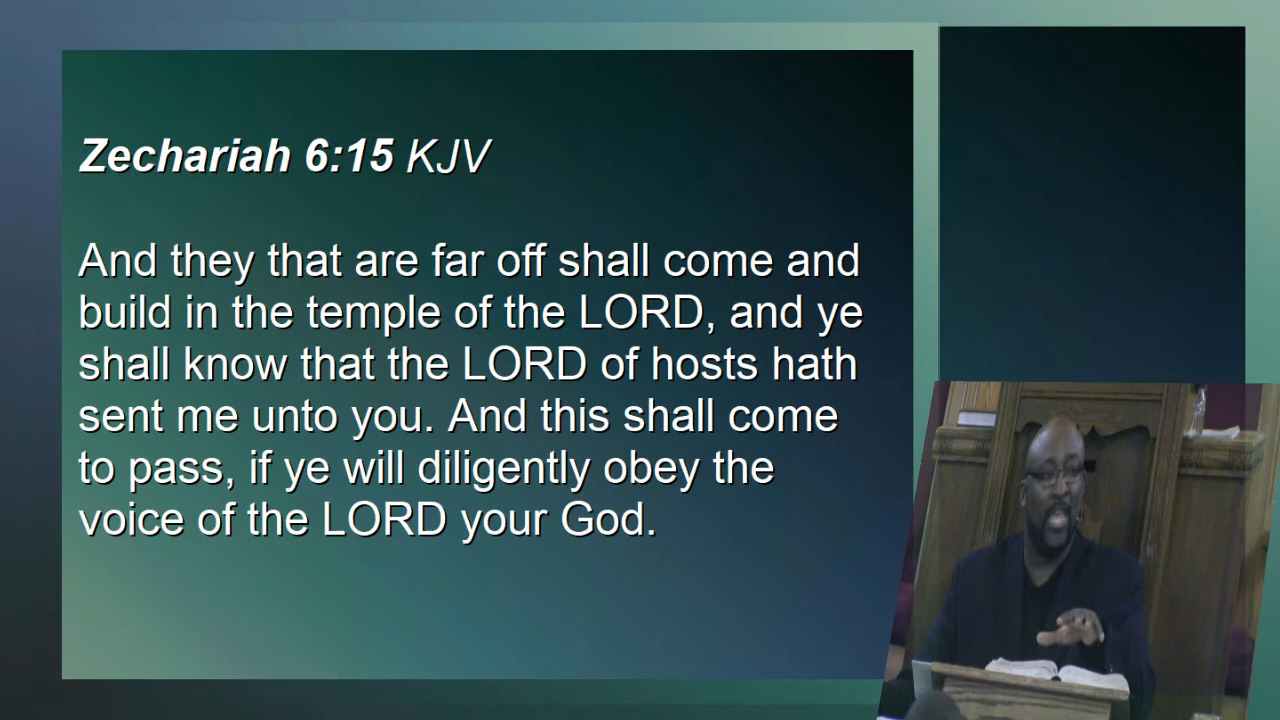 Zechariah 6:15 KJV
And they that are far off shall come and
build in the temple of the LORD, and ye
shall know that the LORD of hosts hath
sent me unto you. And this shall come
to pass, if ye will diligently obey the
voice of the LORD your God.